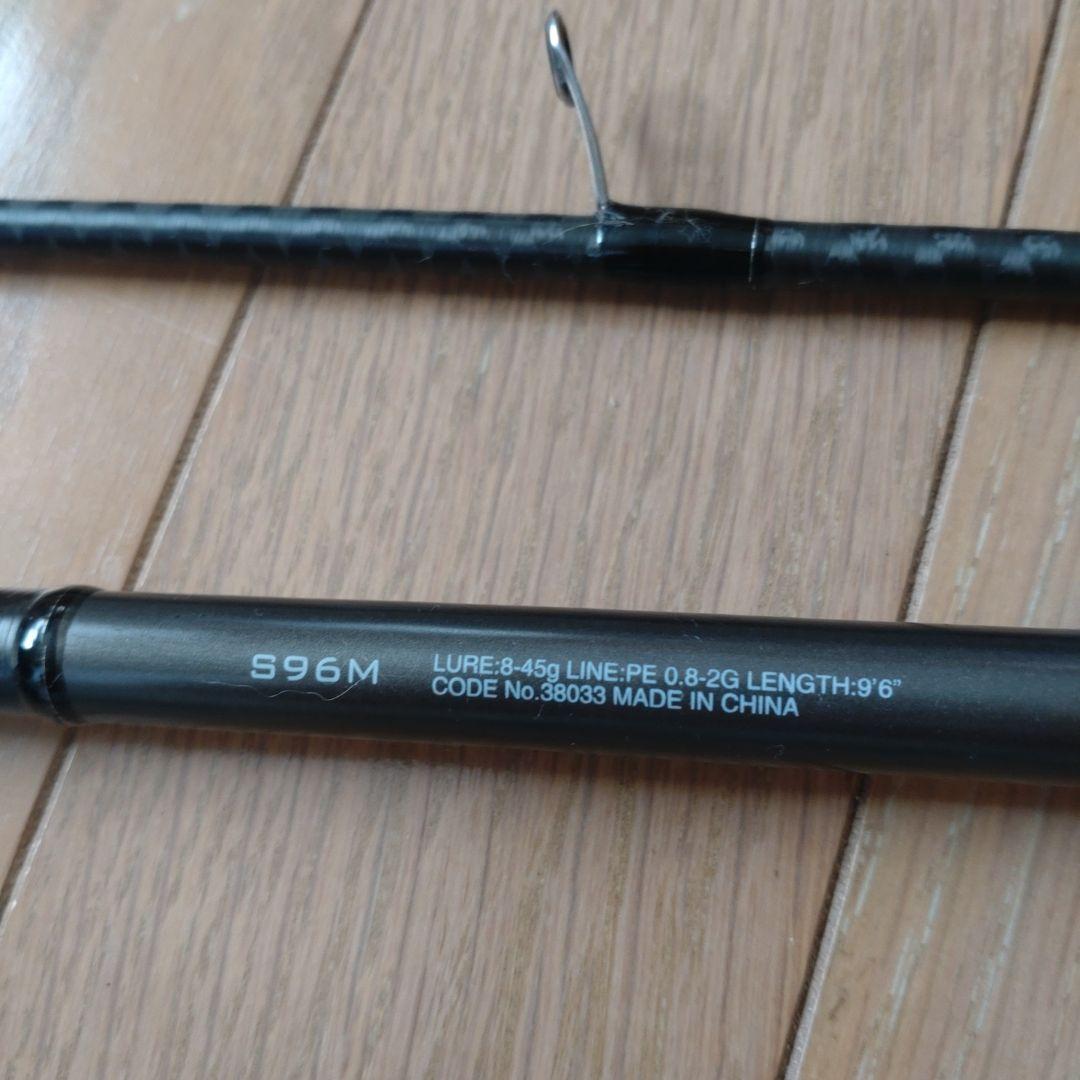 S96M
LURE:8-45g LINE:PE 0.8-2G LENGTH:9'6"
CODE No.38033 MADE IN CHINA